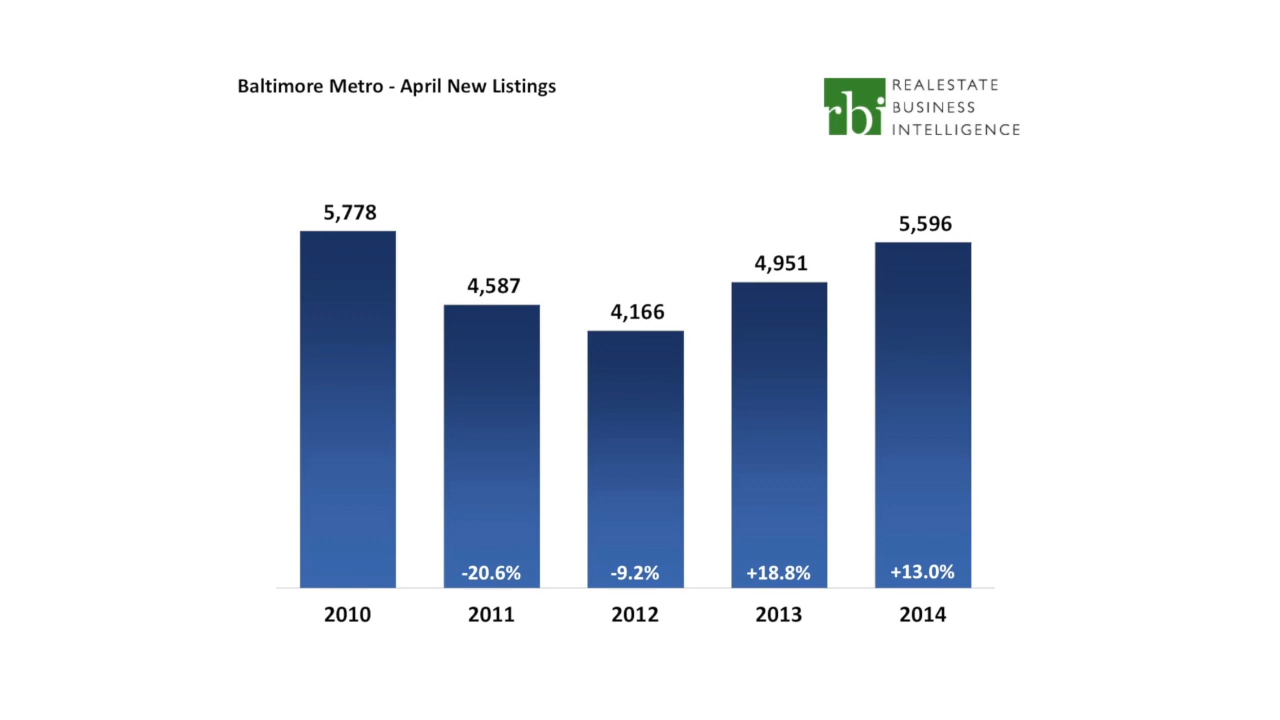 Baltimore Metro - April New Listings
rbi
REALESTATE
BUSINESS
INTELLIGENCE
5,778
4,587
4,166
4,951
5,596
-20.6%
-9.2%
+18.8%
+13.0%
2010
2011
2012
2013
2014